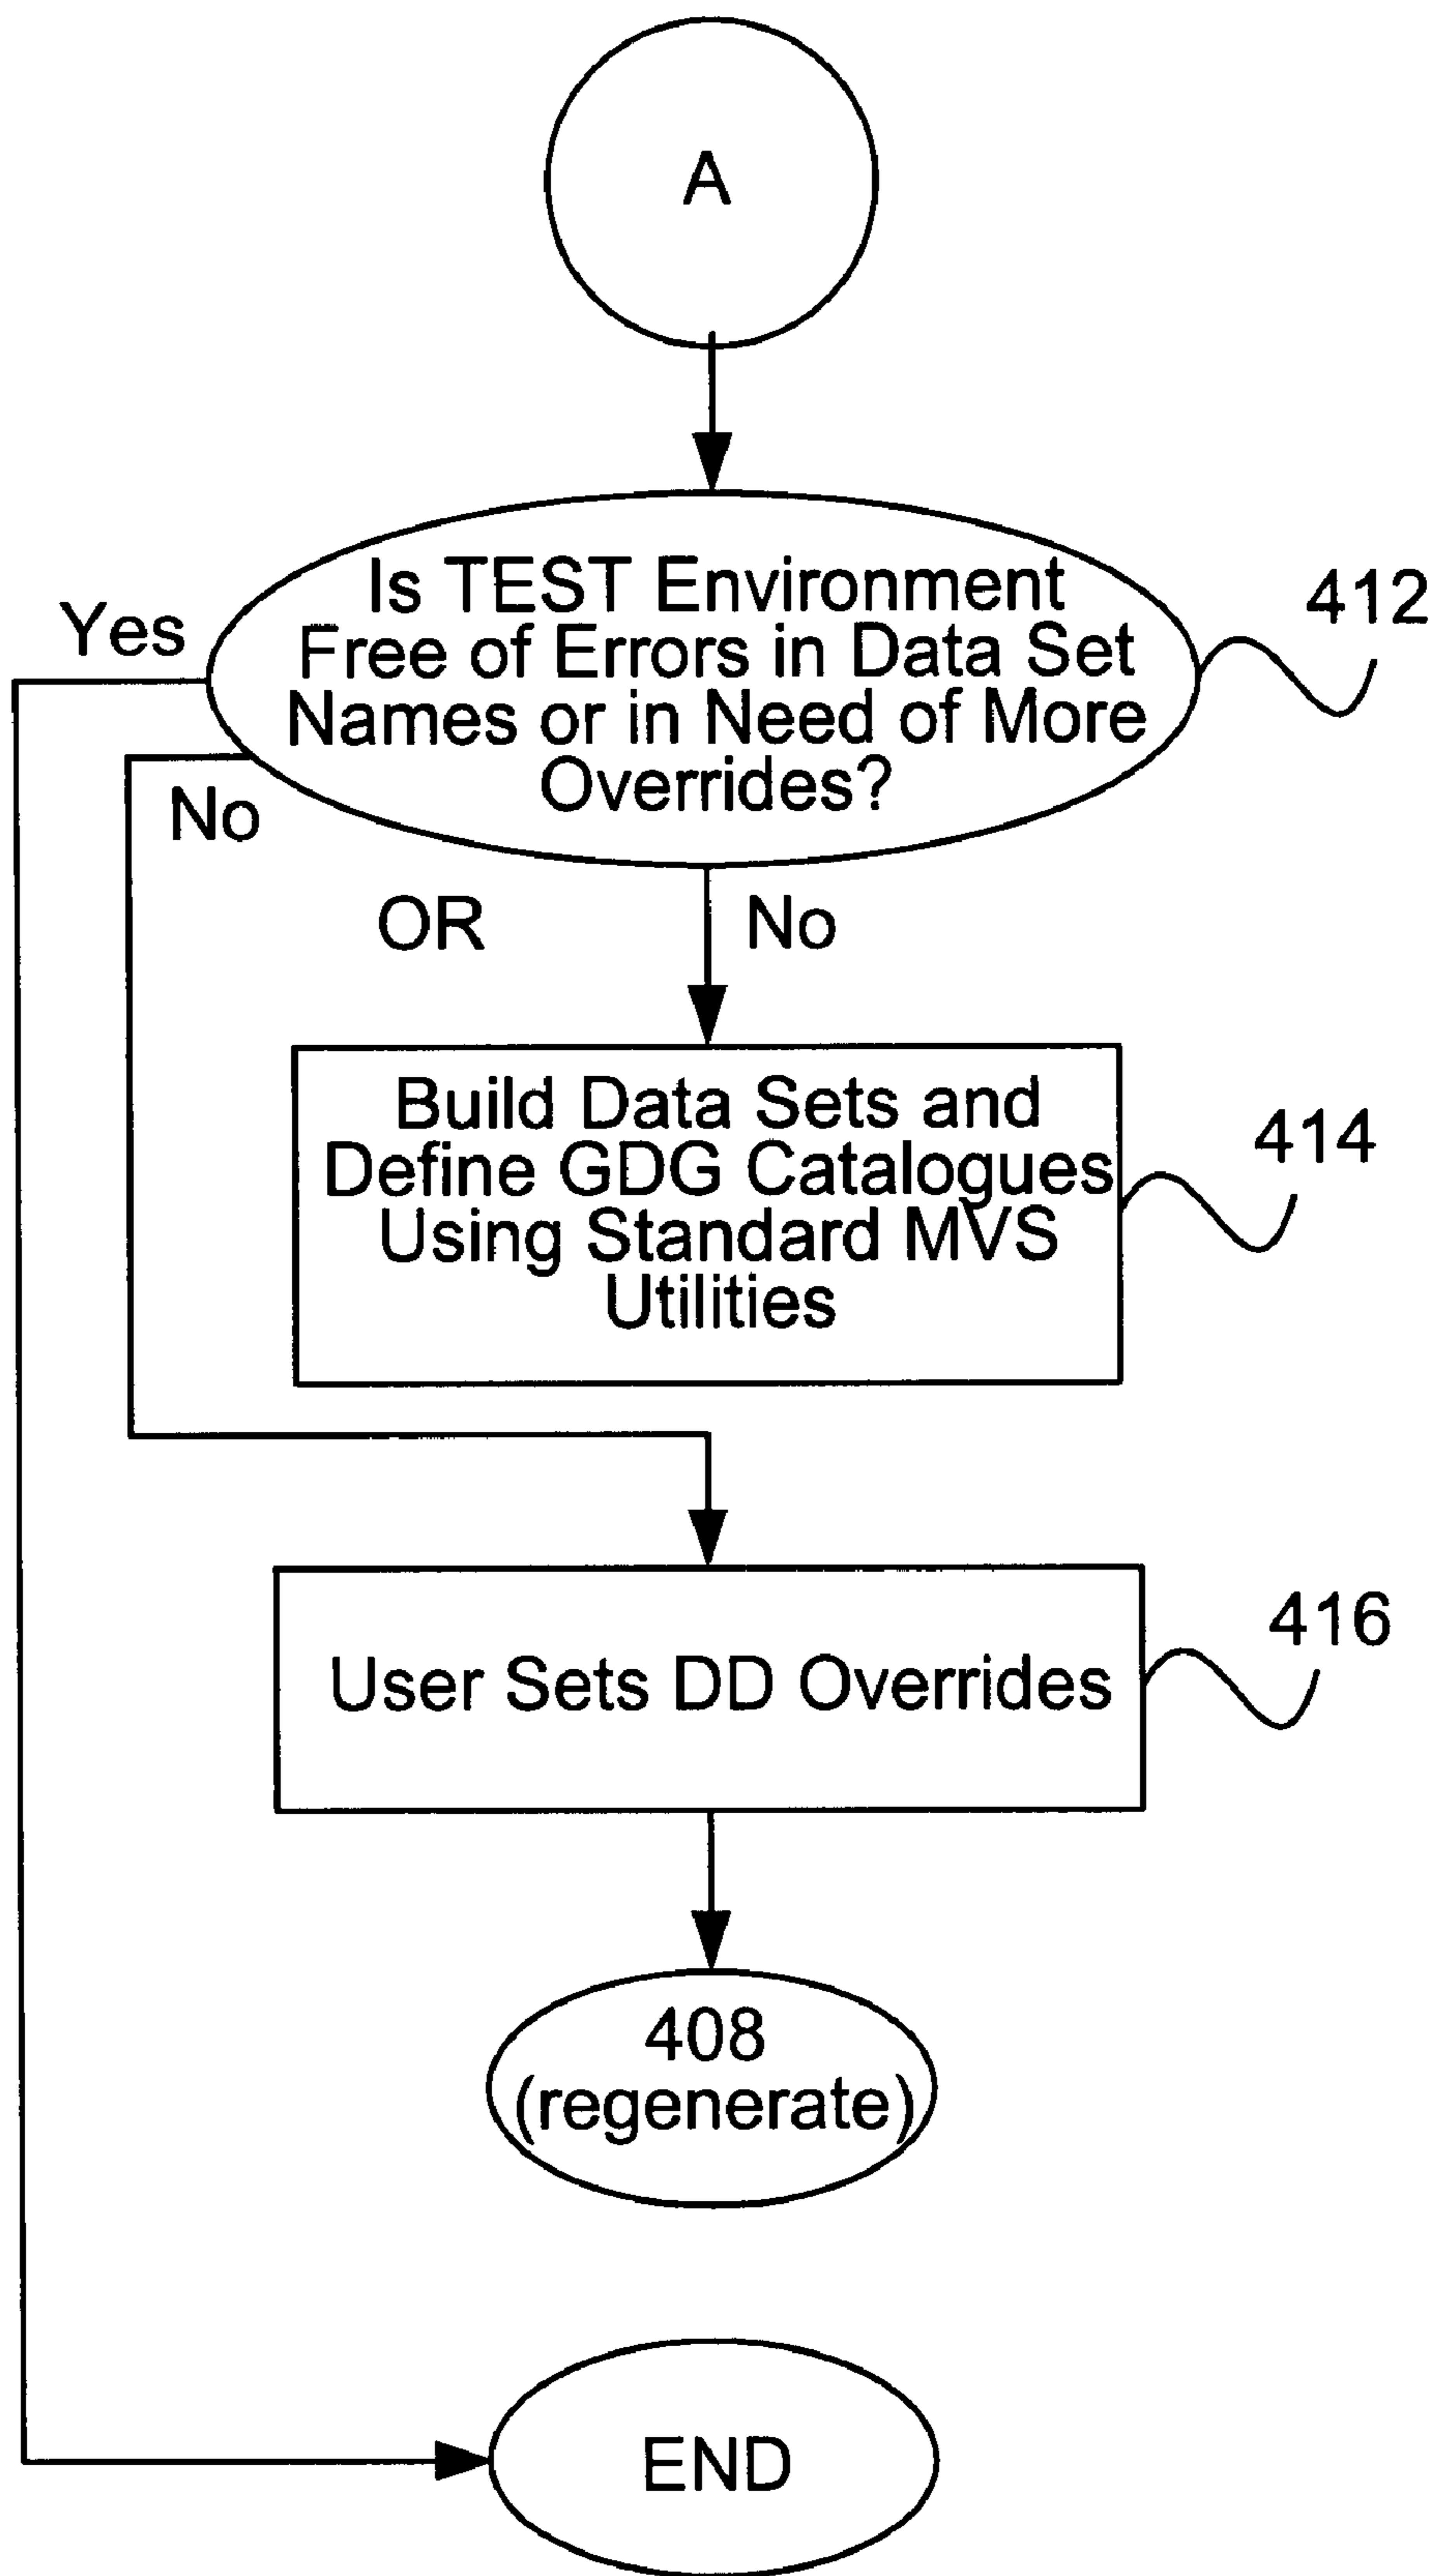 A
Is TEST Environment
Free of Errors in Data Set
Names or in Need of More
Overrides?
412
Yes
No
OR
No
Build Data Sets and
Define GDG Catalogues
Using Standard MVS
Utilities
414
User Sets DD Overrides
416
408
(regenerate)
END